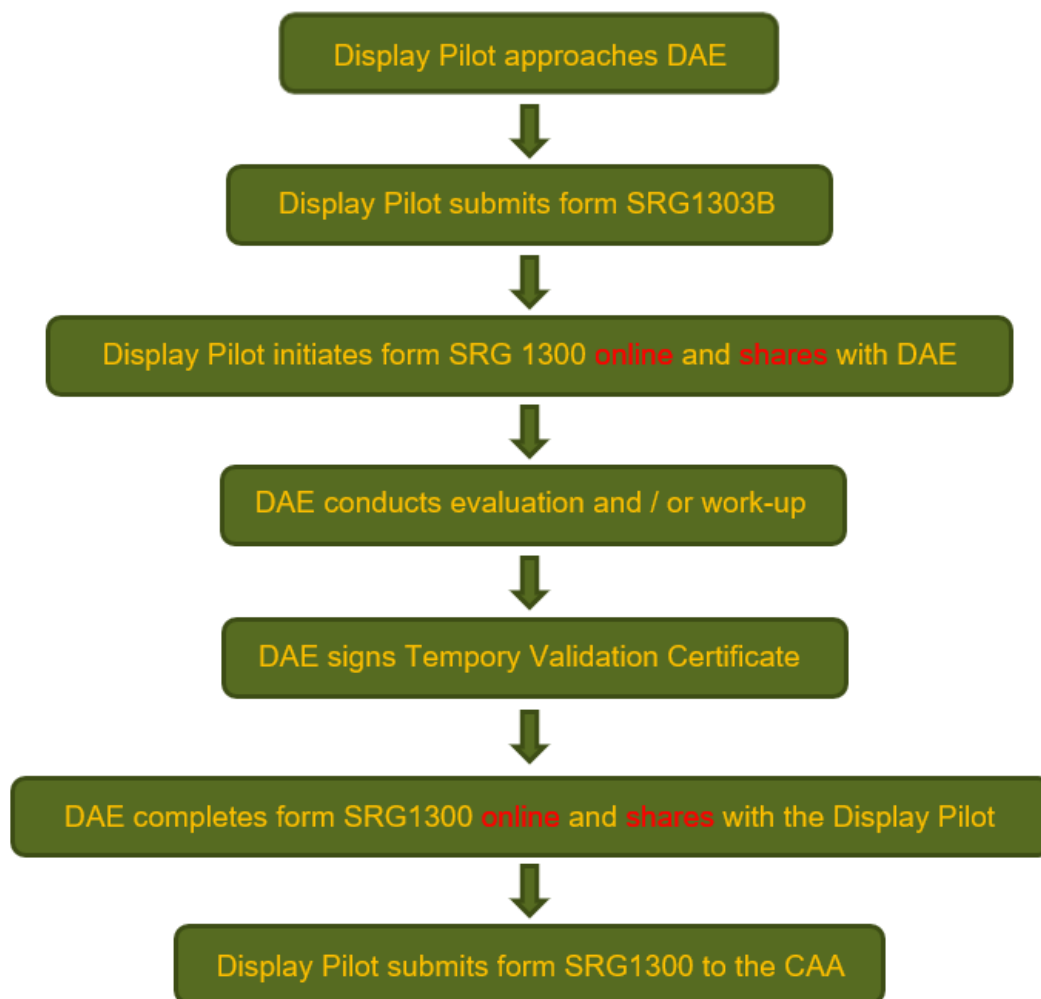 Display Pilot approaches DAE
Display Pilot submits form SRG1303B
Display Pilot initiates form SRG 1300 online and shares with DAE
DAE conducts evaluation and / or work-up
DAE signs Tempory Validation Certificate
DAE completes form SRG1300 online and shares with the Display Pilot
Display Pilot submits form SRG1300 to the CAA